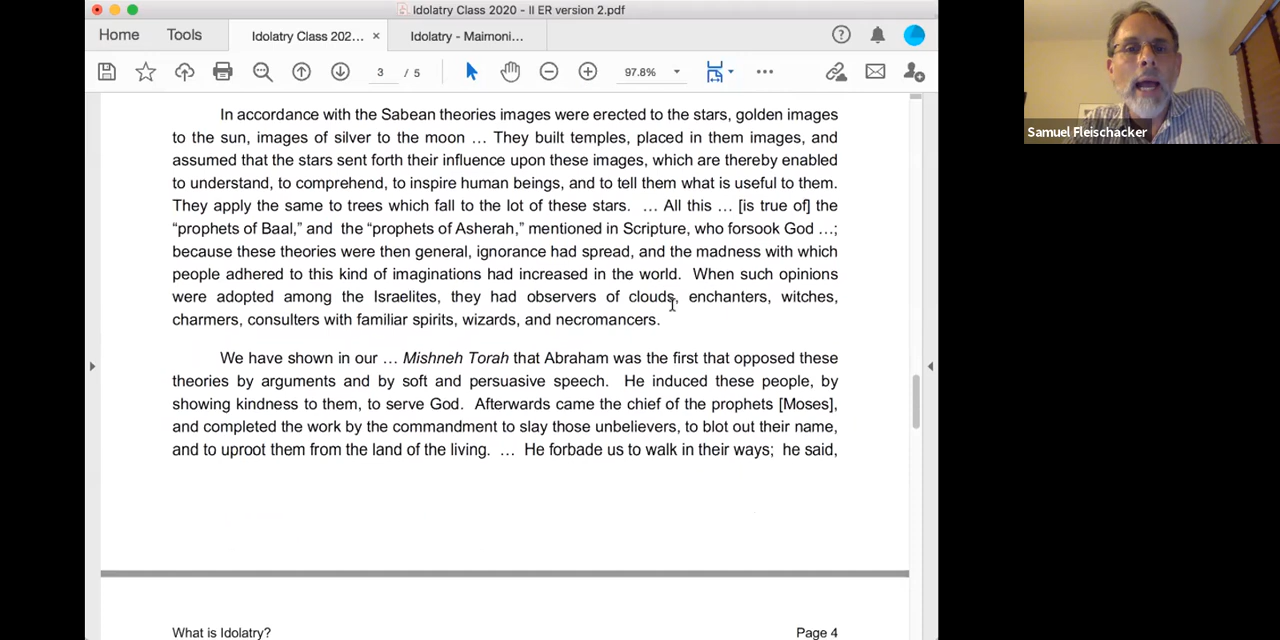 Idolatry Class 2020 - II ER version 2.pdf
Home Tools Idolatry Class 202... × Idolatry - Maimoni...
3 / 5 97.8%
In accordance with the Sabean theories images were erected to the stars, golden images
to the sun, images of silver to the moon … They built temples, placed in them images, and
assumed that the stars sent forth their influence upon these images, which are thereby enabled
to understand, to comprehend, to inspire human beings, and to tell them what is useful to them.
They apply the same to trees which fall to the lot of these stars. … All this … [is true of] the
“prophets of Baal,” and the “prophets of Asherah,” mentioned in Scripture, who forsook God …;
because these theories were then general, ignorance had spread, and the madness with which
people adhered to this kind of imaginations had increased in the world. When such opinions
were adopted among the Israelites, they had observers of clouds, enchanters, witches,
charmers, consulters with familiar spirits, wizards, and necromancers.
We have shown in our … Mishneh Torah that Abraham was the first that opposed these
theories by arguments and by soft and persuasive speech. He induced these people, by
showing kindness to them, to serve God. Afterwards came the chief of the prophets [Moses],
and completed the work by the commandment to slay those unbelievers, to blot out their name,
and to uproot them from the land of the living. … He forbade us to walk in their ways; he said,
What is Idolatry? Page 4
Samuel Fleischacker